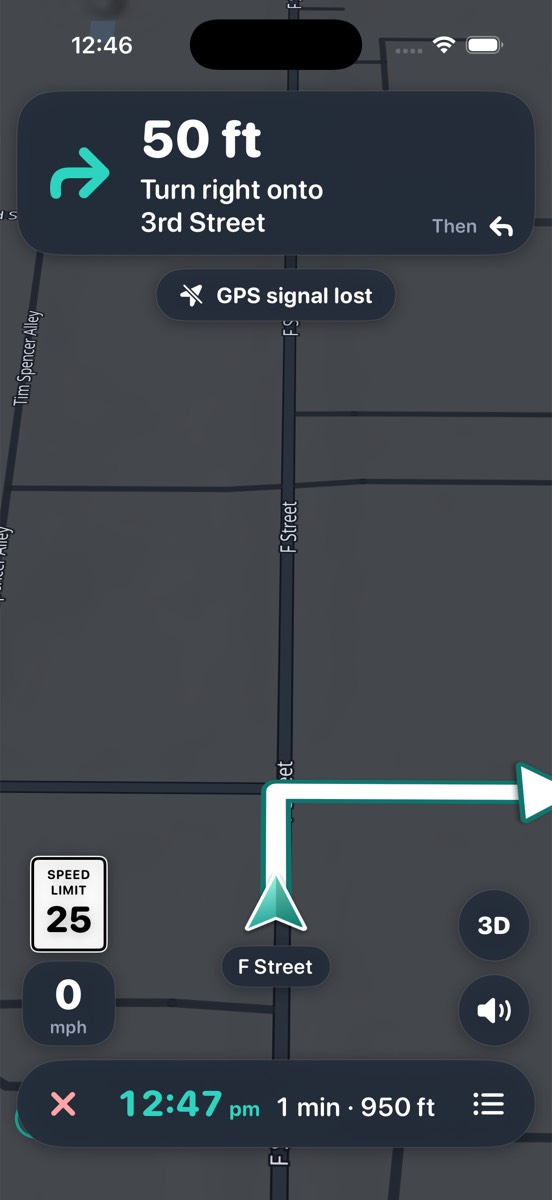 12:46
50 ft
Turn right onto
3rd Street
Then
GPS signal lost
Tim Spencer Alley
F Street
SPEED
LIMIT
25
F Street
3D
0
mph
12:47 pm 1 min · 950 ft